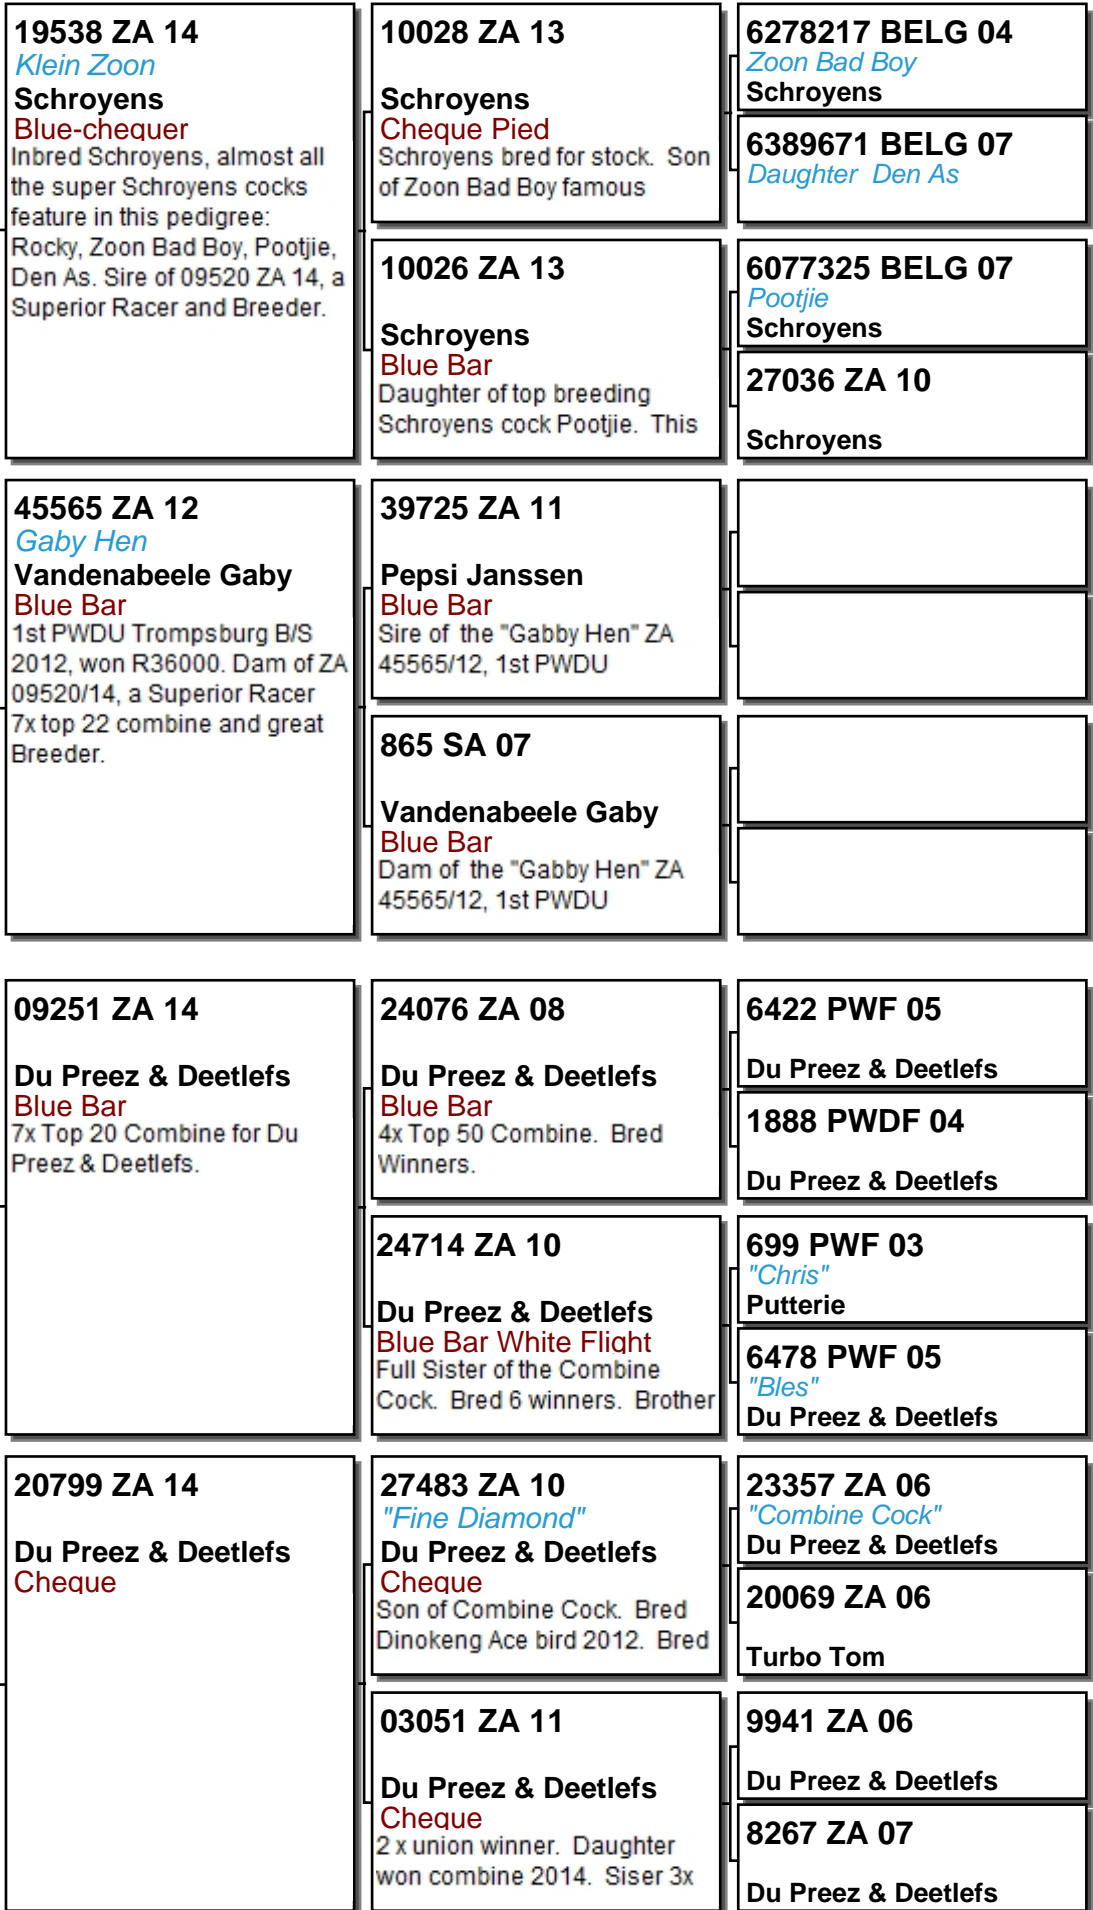 19538 ZA 14
Klein Zoon
Schroyens
Blue-chequer
Inbred Schroyens, almost all
the super Schroyens cocks
feature in this pedigree:
Rocky, Zoon Bad Boy, Pootjie,
Den As. Sire of 09520 ZA 14, a
Superior Racer and Breeder.
10028 ZA 13
Schroyens
Cheque Pied
Schroyens bred for stock. Son
of Zoon Bad Boy famous
6278217 BELG 04
Zoon Bad Boy
Schroyens
6389671 BELG 07
Daughter Den As
10026 ZA 13
Schroyens
Blue Bar
Daughter of top breeding
Schroyens cock Pootjie. This
6077325 BELG 07
Pootjie
Schroyens
27036 ZA 10
Schroyens
45565 ZA 12
Gaby Hen
Vandenabeele Gaby
Blue Bar
1st PWDU Trompsburg B/S
2012, won R36000. Dam of ZA
09520/14, a Superior Racer
7x top 22 combine and great
Breeder.
39725 ZA 11
Pepsi Janssen
Blue Bar
Sire of the "Gabby Hen" ZA
45565/12, 1st PWDU
865 SA 07
Vandenabeele Gaby
Blue Bar
Dam of the "Gabby Hen" ZA
45565/12, 1st PWDU
09251 ZA 14
Du Preez & Deetlefs
Blue Bar
7x Top 20 Combine for Du
Preez & Deetlefs.
24076 ZA 08
Du Preez & Deetlefs
Blue Bar
4x Top 50 Combine. Bred
Winners.
6422 PWF 05
Du Preez & Deetlefs
1888 PWDF 04
Du Preez & Deetlefs
24714 ZA 10
Du Preez & Deetlefs
Blue Bar White Flight
Full Sister of the Combine
Cock. Bred 6 winners. Brother
699 PWF 03
"Chris"
Putterie
6478 PWF 05
"Bles"
Du Preez & Deetlefs
20799 ZA 14
Du Preez & Deetlefs
Cheque
27483 ZA 10
"Fine Diamond"
Du Preez & Deetlefs
Cheque
Son of Combine Cock. Bred
Dinokeng Ace bird 2012. Bred
23357 ZA 06
"Combine Cock"
Du Preez & Deetlefs
20069 ZA 06
Turbo Tom
03051 ZA 11
Du Preez & Deetlefs
Cheque
2 x union winner. Daughter
won combine 2014. Siser 3x
9941 ZA 06
Du Preez & Deetlefs
8267 ZA 07
Du Preez & Deetlefs